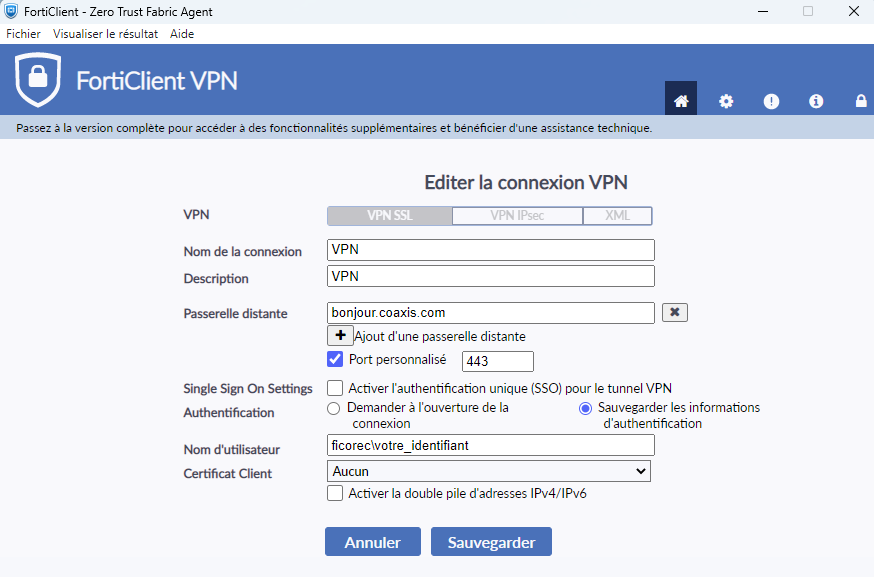 FortiClient - Zero Trust Fabric Agent
Fichier Visualiser le résultat Aide
FortiClient VPN
Passez à la version complète pour accéder à des fonctionnalités supplémentaires et bénéficier d'une assistance technique.
Editer la connexion VPN
VPN VPN SSL VPN IPsec XML
Nom de la connexion VPN
Description VPN
Passerelle distante bonjour.coaxis.com
Ajout d'une passerelle distante
Port personnalisé 443
Single Sign On Settings Activer l'authentification unique (SSO) pour le tunnel VPN
Authentification Demander à l'ouverture de la Sauvegarder les informations
connexion d'authentification
Nom d'utilisateur ficorec\votre_identifiant
Certificat Client Aucun
Activer la double pile d'adresses IPv4/IPv6
Annuler Sauvegarder